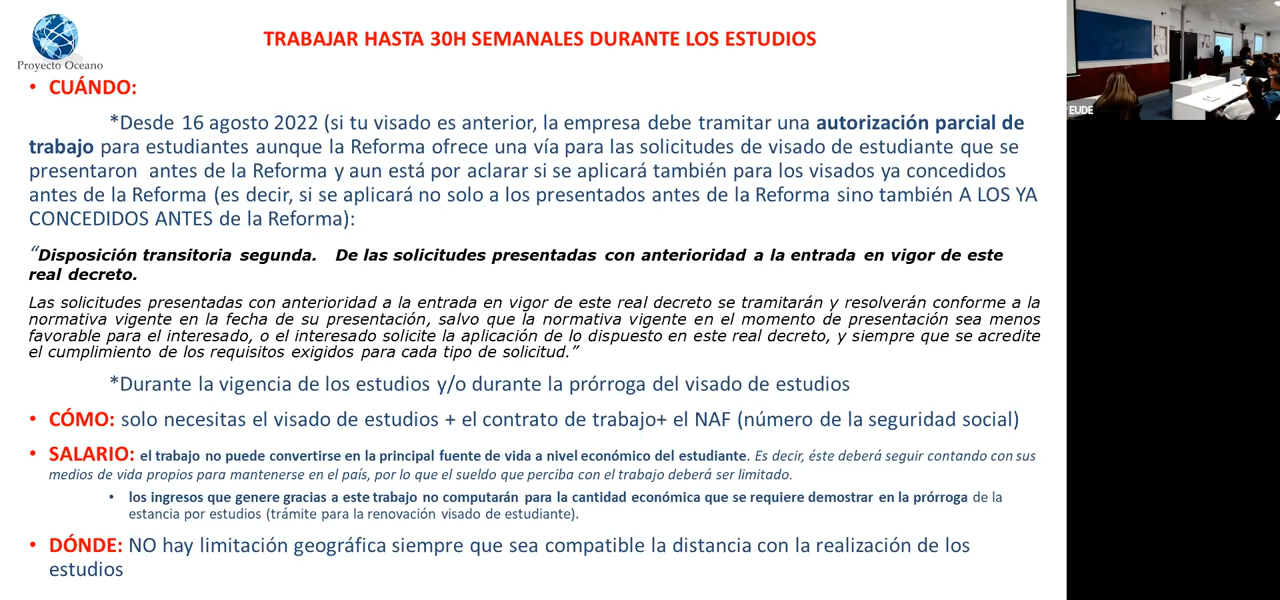 Proyecto Oceano
TRABAJAR HASTA 30H SEMANALES DURANTE LOS ESTUDIOS
• CUÁNDO:
*Desde 16 agosto 2022 (si tu visado es anterior, la empresa debe tramitar una autorización parcial de
trabajo para estudiantes aunque la Reforma ofrece una vía para las solicitudes de visado de estudiante que se
presentaron antes de la Reforma y aun está por aclarar si se aplicará también para los visados ya concedidos
antes de la Reforma (es decir, si se aplicará no solo a los presentados antes de la Reforma sino también A LOS YA
CONCEDIDOS ANTES de la Reforma):
“Disposición transitoria segunda. De las solicitudes presentadas con anterioridad a la entrada en vigor de este
real decreto.
Las solicitudes presentadas con anterioridad a la entrada en vigor de este real decreto se tramitarán y resolverán conforme a la
normativa vigente en la fecha de su presentación, salvo que la normativa vigente en el momento de presentación sea menos
favorable para el interesado, o el interesado solicite la aplicación de lo dispuesto en este real decreto, y siempre que se acredite
el cumplimiento de los requisitos exigidos para cada tipo de solicitud.”
*Durante la vigencia de los estudios y/o durante la prórroga del visado de estudios
• CÓMO: solo necesitas el visado de estudios + el contrato de trabajo+ el NAF (número de la seguridad social)
• SALARIO: el trabajo no puede convertirse en la principal fuente de vida a nivel económico del estudiante. Es decir, éste deberá seguir contando con sus
medios de vida propios para mantenerse en el país, por lo que el sueldo que perciba con el trabajo deberá ser limitado.
• los ingresos que genere gracias a este trabajo no computarán para la cantidad económica que se requiere demostrar en la prórroga de la
estancia por estudios (trámite para la renovación visado de estudiante).
• DÓNDE: NO hay limitación geográfica siempre que sea compatible la distancia con la realización de los
estudios
EUDE